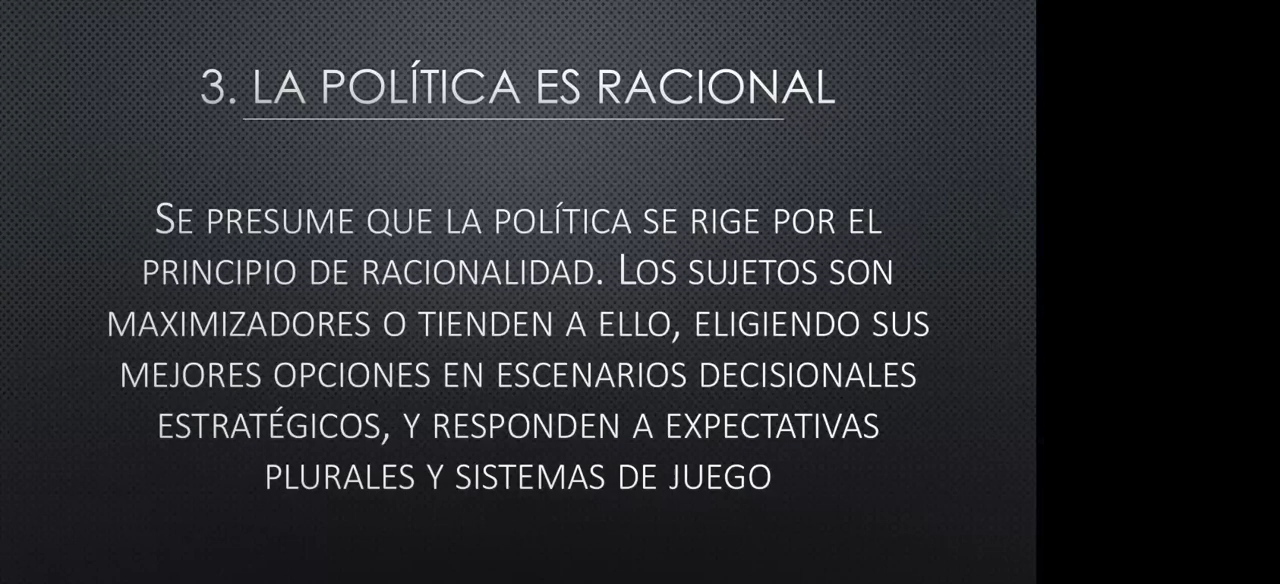 3. LA POLÍTICA ES RACIONAL
SE PRESUME QUE LA POLÍTICA SE RIGE POR EL
PRINCIPIO DE RACIONALIDAD. LOS SUJETOS SON
MAXIMIZADORES O TIENDEN A ELLO, ELIGIENDO SUS
MEJORES OPCIONES EN ESCENARIOS DECISIONALES
ESTRATÉGICOS, Y RESPONDEN A EXPECTATIVAS
PLURALES Y SISTEMAS DE JUEGO